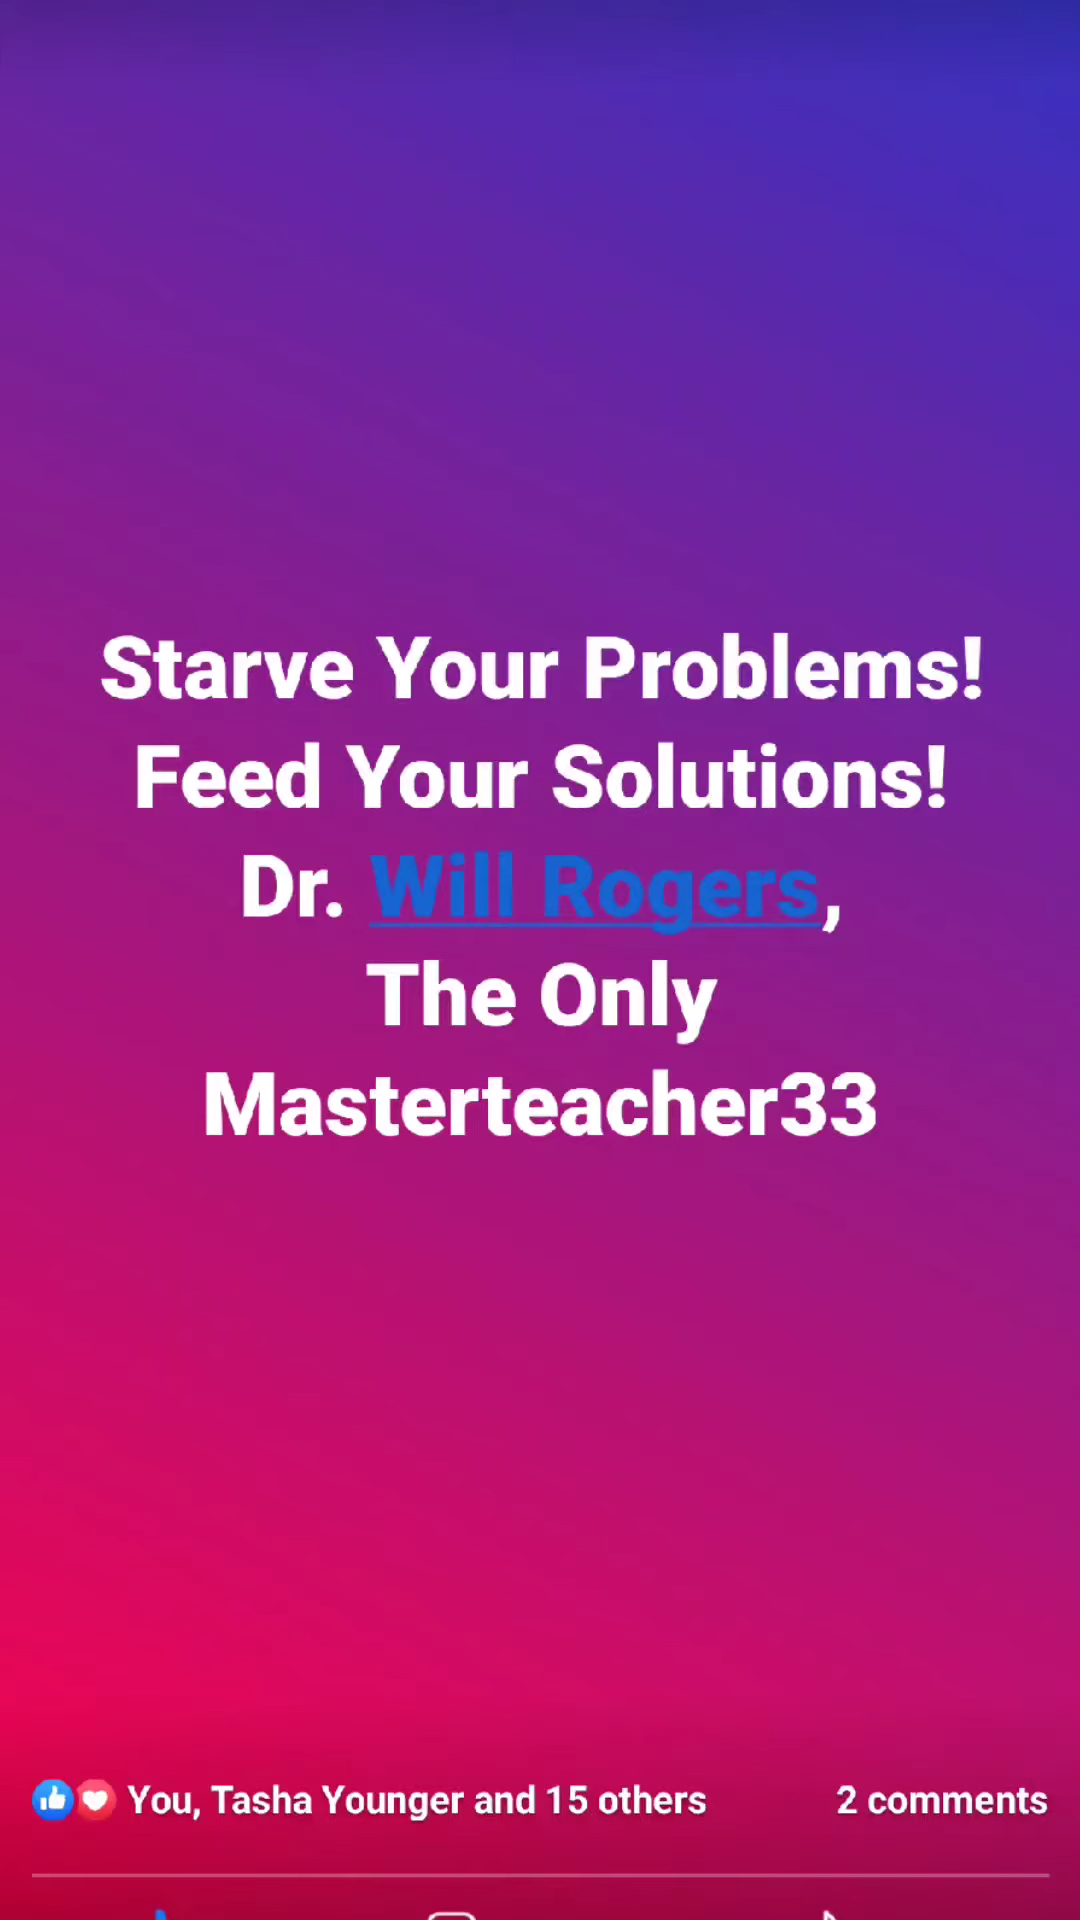 Starve Your Problems!
Feed Your Solutions!
Dr. Will Rogers,
The Only
Masterteacher33
You, Tasha Younger and 15 others
2 comments